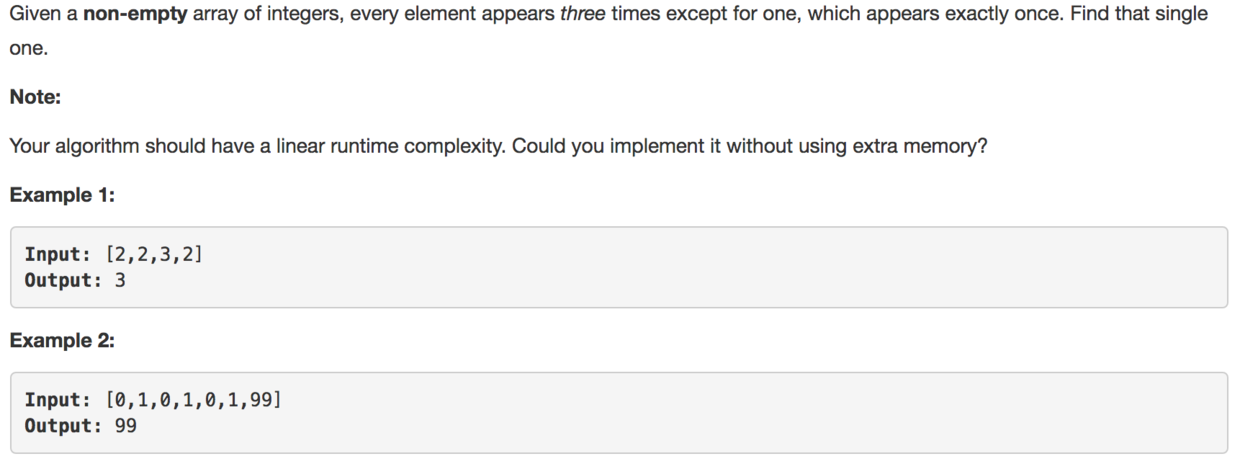 Given a non-empty array of integers, every element appears three times except for one, which appears exactly once. Find that single
one.
Note:
Your algorithm should have a linear runtime complexity. Could you implement it without using extra memory?
Example 1:
Input: [2,2,3,2]
Output: 3
Example 2:
Input: [0,1,0,1,0,1,99]
Output: 99